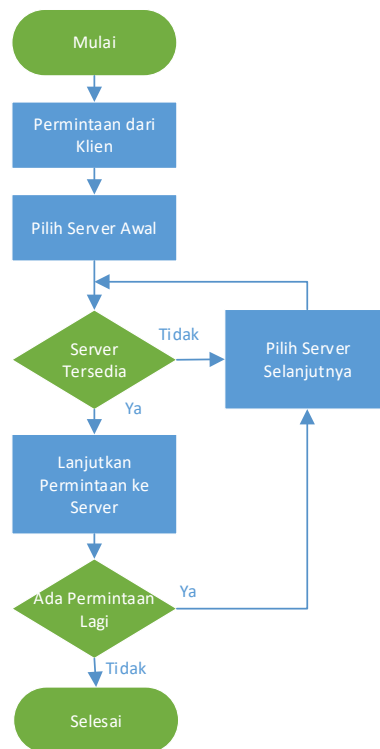 Mulai
Permintaan dari
Klien
Pilih Server Awal
Server
Tersedia
Tidak
Pilih Server
Selanjutnya
Ya
Lanjutkan
Permintaan ke
Server
Ada Permintaan
Lagi
Ya
Tidak
Selesai